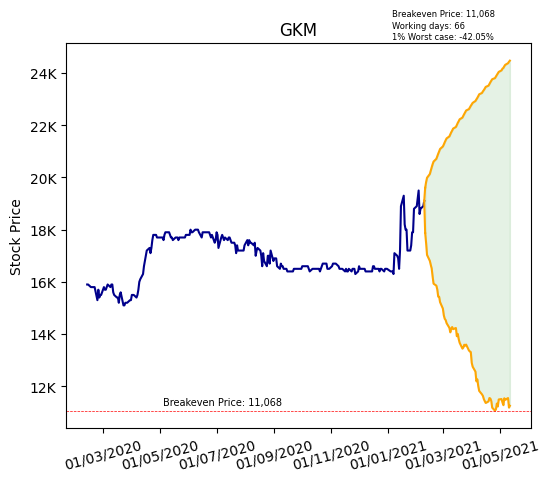 Breakeven Price: 11,068
Working days: 66
1% Worst case: -42.05%
GKM
Stock Price
24K
22K
20K
18K
16K
14K
12K
Breakeven Price: 11,068
01/03/2020
01/05/2020
01/07/2020
01/09/2020
01/11/2020
01/01/2021
01/03/2021
01/05/2021